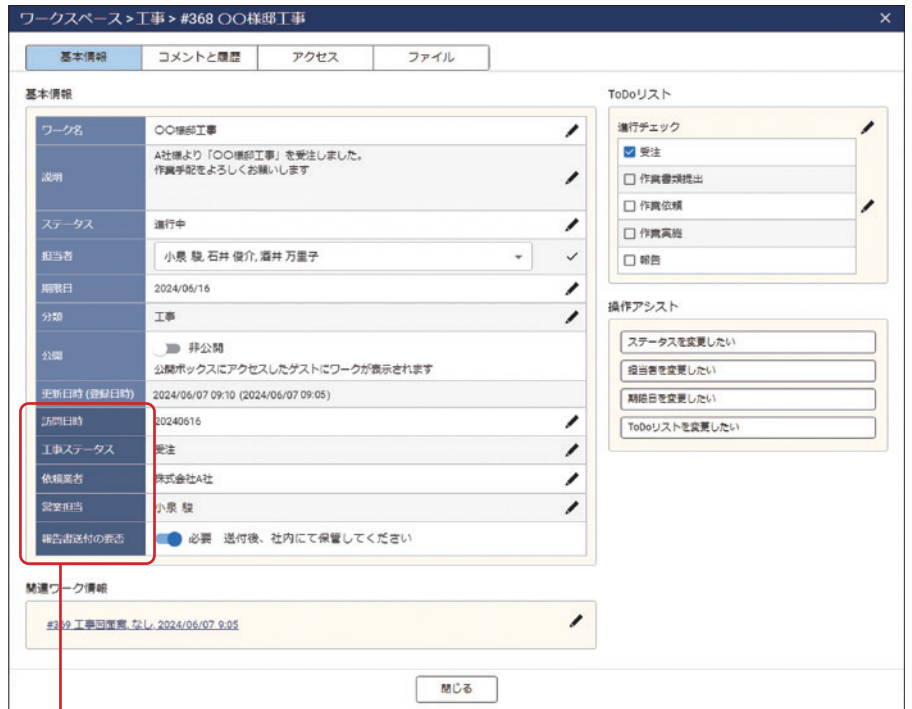 ワークスペース > 工事 > #368 〇〇様邸工事
基本情報
コメントと履歴
アクセス
ファイル
基本情報
ワーク名
〇〇様邸工事
説明
A社様より「〇〇様邸工事」を受注しました。
作業手配をよろしくお願いします
ステータス
進行中
担当者
小泉 駿, 石井 俊介, 酒井 万里子
期限日
2024/06/16
分類
工事
公開
非公開
公開ボックスにアクセスしたゲストにワークが表示されます
更新日時 (登録日時)
2024/06/07 09:10 (2024/06/07 09:05)
訪問日時
20240616
工事ステータス
受注
依頼業者
株式会社A社
営業担当
小泉 駿
報告書送付の要否
必要 送付後、社内にて保管してください
関連ワーク情報
#369 工事図面窓, なし, 2024/06/07 9:05
閉じる
ToDoリスト
進行チェック
受注
作業書類提出
作業依頼
作業実施
報告
操作アシスト
ステータスを変更したい
担当者を変更したい
期限日を変更したい
ToDoリストを変更したい